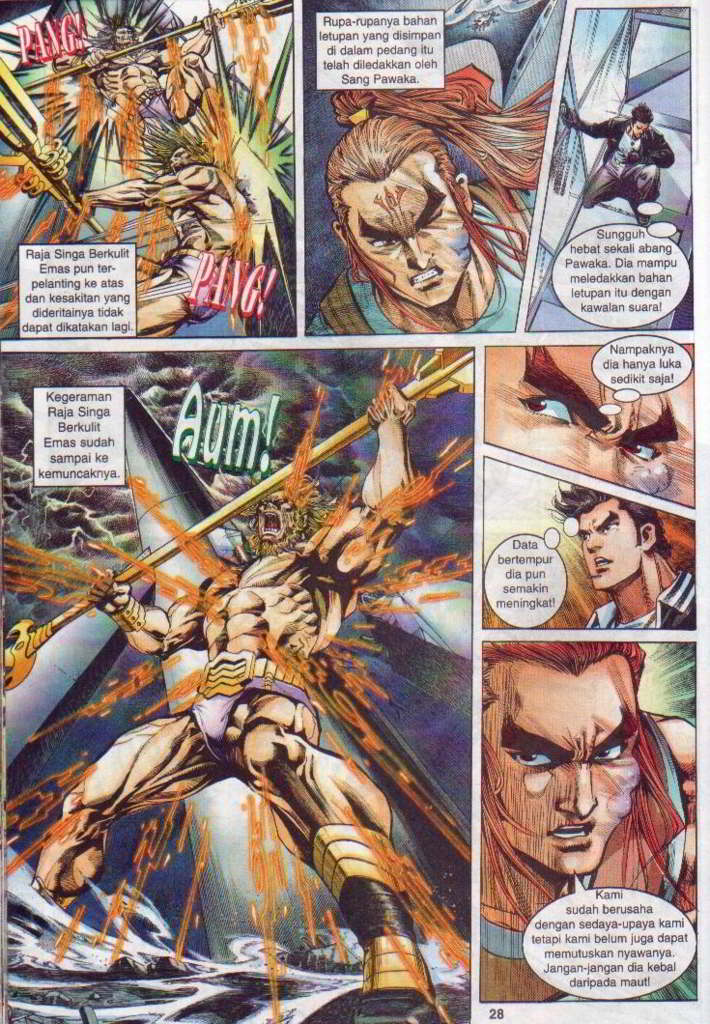 PANG!
Raja Singa Berkulit
Emas pun ter-
pelanting ke atas
dan kesakitan yang
dideritainya tidak
dapat dikatakan lagi.
PANG!
Rupa-rupanya bahan
letupan yang disimpan
di dalam pedang itu
telah diledakkan oleh
Sang Pawaka.
Sungguh
hebat sekali abang
Pawaka. Dia mampu
meledakkan bahan
letupan itu dengan
kawalan suara!
Kegeraman
Raja Singa
Berkulit
Emas sudah
sampai ke
kemuncaknya.
Aum!
Nampaknya
dia hanya luka
sedikit saja!
Data
bertempur
dia pun
semakin
meningkat!
Kami
sudah berusaha
dengan sedaya-upaya kami
tetapi kami belum juga dapat
memutuskan nyawanya.
Jangan-jangan dia kebal
daripada maut!
28